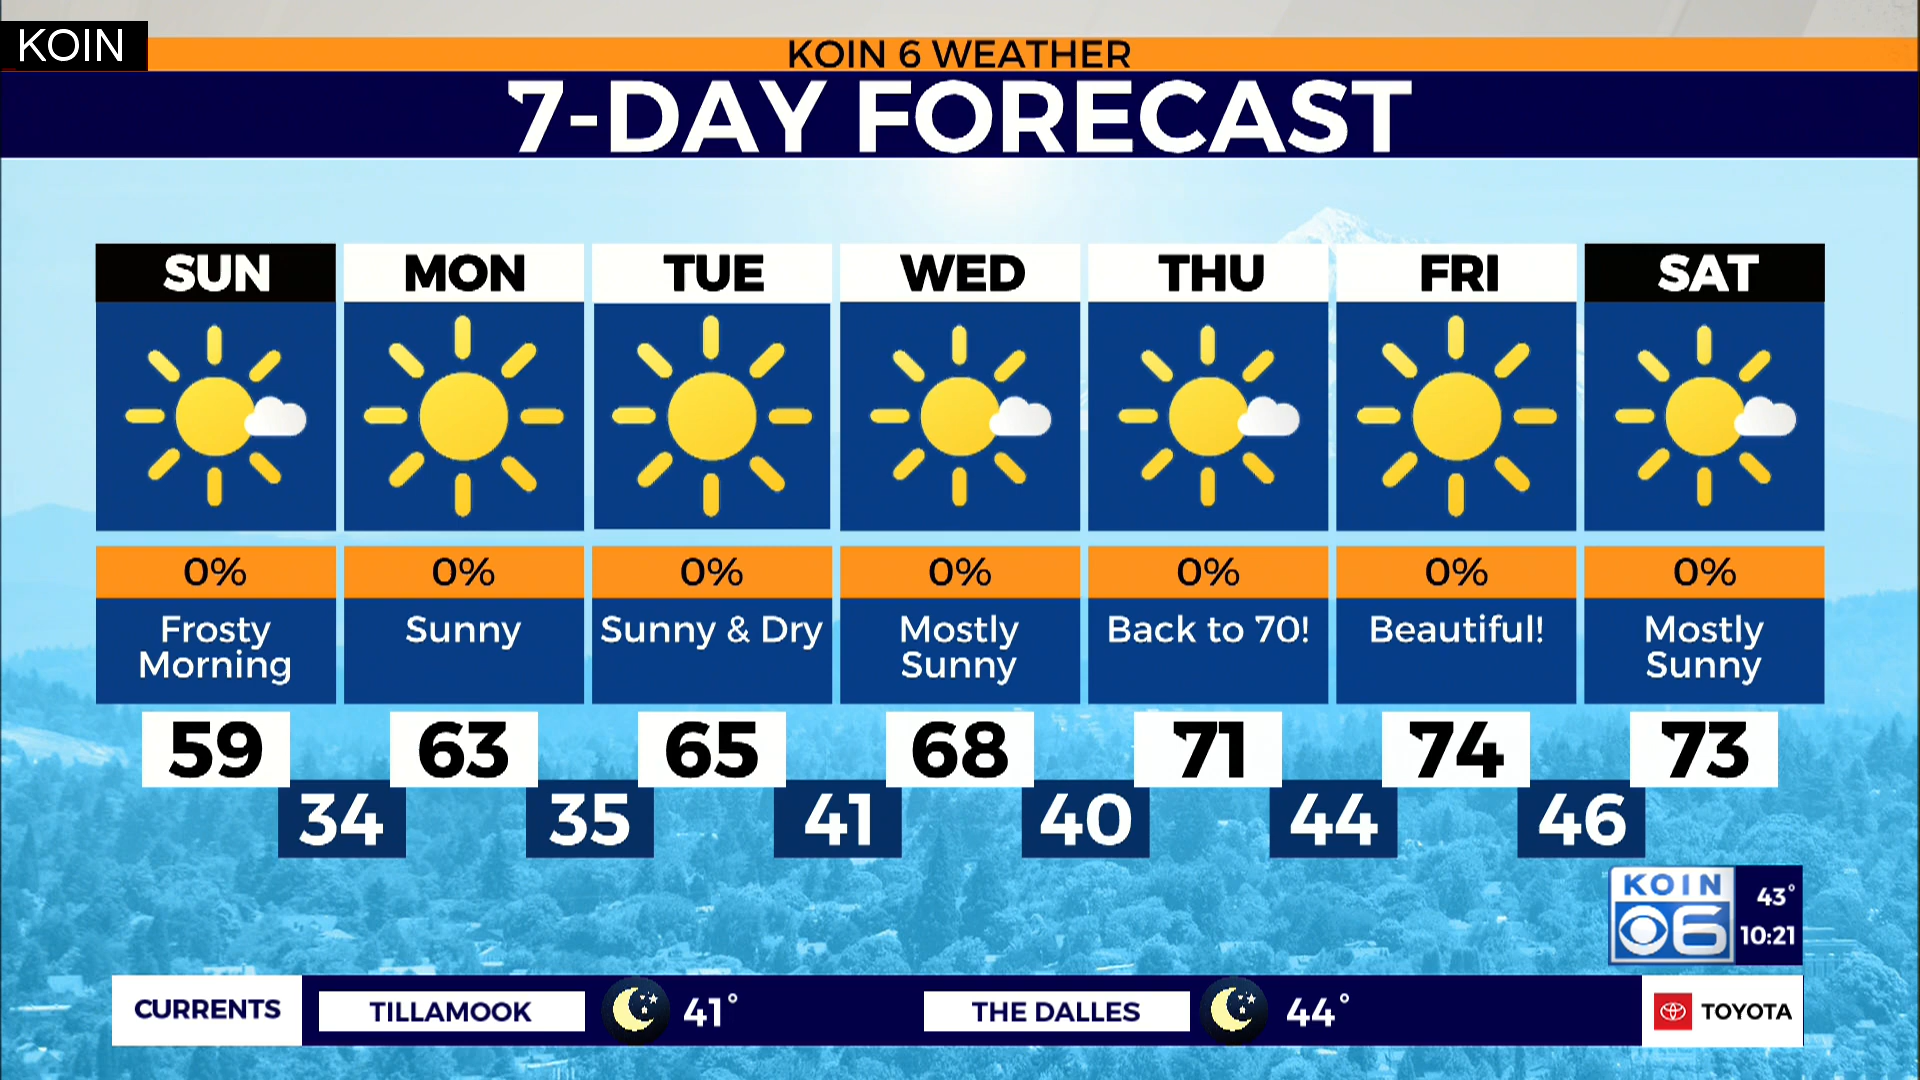 KOIN
KOIN 6 WEATHER
7-DAY FORECAST
SUN MON TUE WED THU FRI SAT
0% 0% 0% 0% 0% 0% 0%
Frosty Morning
Sunny
Sunny & Dry
Mostly Sunny
Back to 70!
Beautiful!
Mostly Sunny
59 63 65 68 71 74 73
34 35 41 40 44 46
KOIN 6
43°
10:21
CURRENTS TILLAMOOK 41° THE DALLES 44° TOYOTA